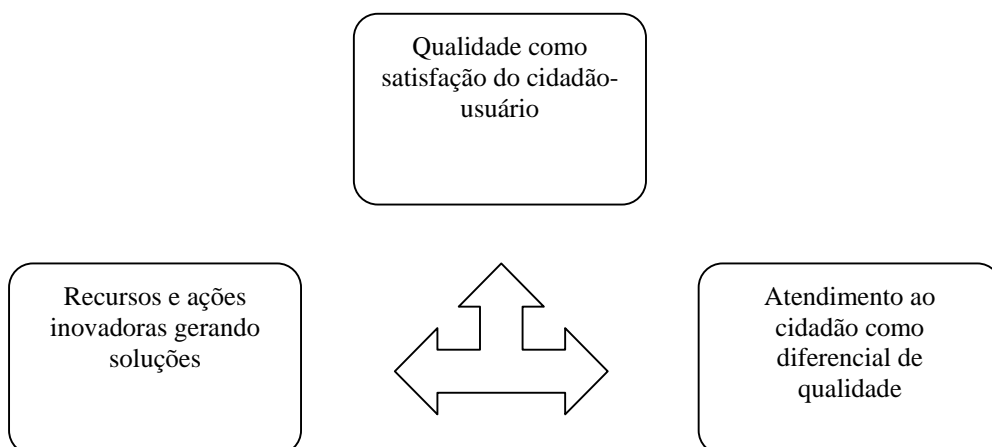 Qualidade como
satisfação do cidadão-
usuário
Recursos e ações
inovadoras gerando
soluções
Atendimento ao
cidadão como
diferencial de
qualidade